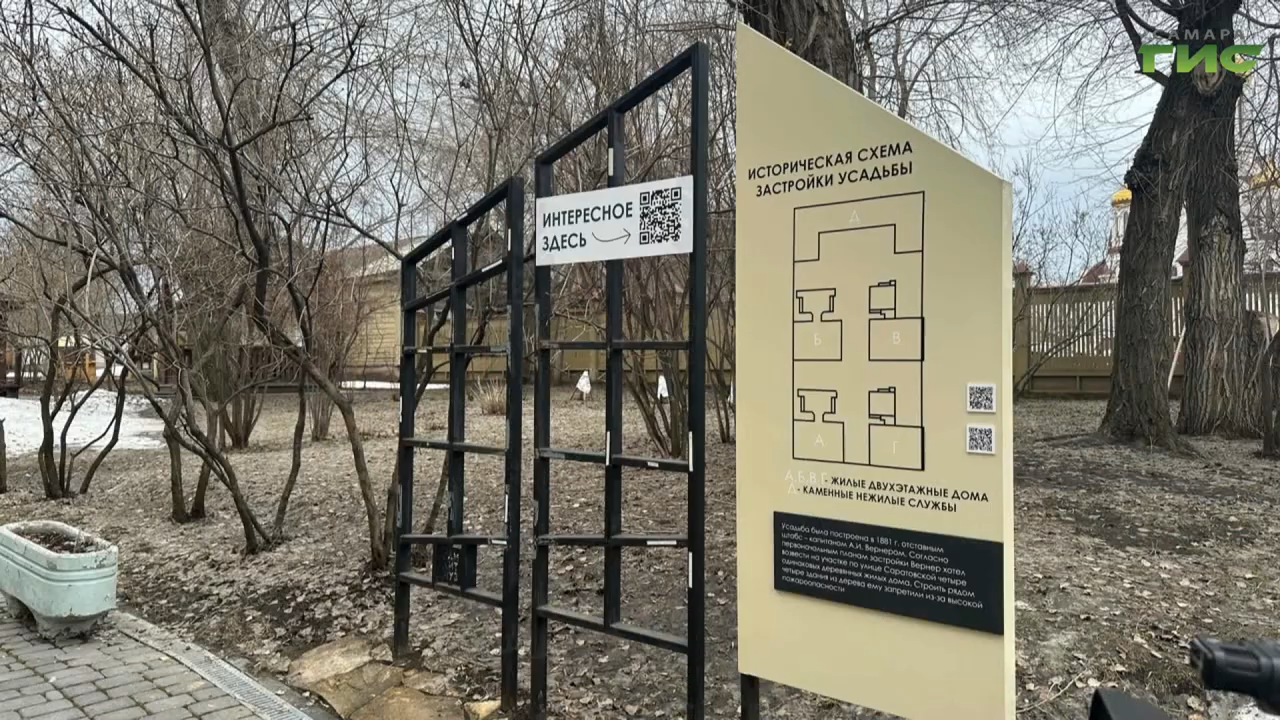 САМАР
ГИС
ИНТЕРЕСНОЕ
ЗДЕСЬ
ИСТОРИЧЕСКАЯ СХЕМА
ЗАСТРОЙКИ УСАДЬБЫ
Д
Б
В
А
Г
А,Б,В,Г- ЖИЛЫЕ ДВУХЭТАЖНЫЕ ДОМА
Д- КАМЕННЫЕ НЕЖИЛЫЕ СЛУЖБЫ
Усадьба была построена в 1881 г. отставным
штабс - капитаном А.И. Вернером. Согласно
первоначальным планам застройки Вернер хотел
возвести на участке по улице Саратовской четыре
одинаковых деревянных жилых дома. Строить рядом
четыре здания из дерева ему запретили из-за высокой
пожароопасности